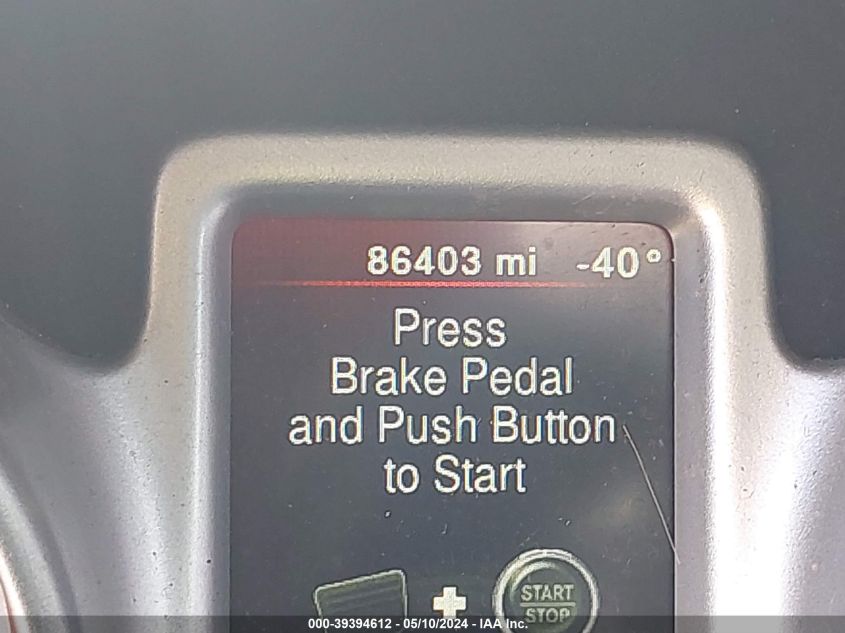 86403 mi -40°
Press
Brake Pedal
and Push Button
to Start
START
STOP
000-39394612 - 05/10/2024 - IAA Inc.